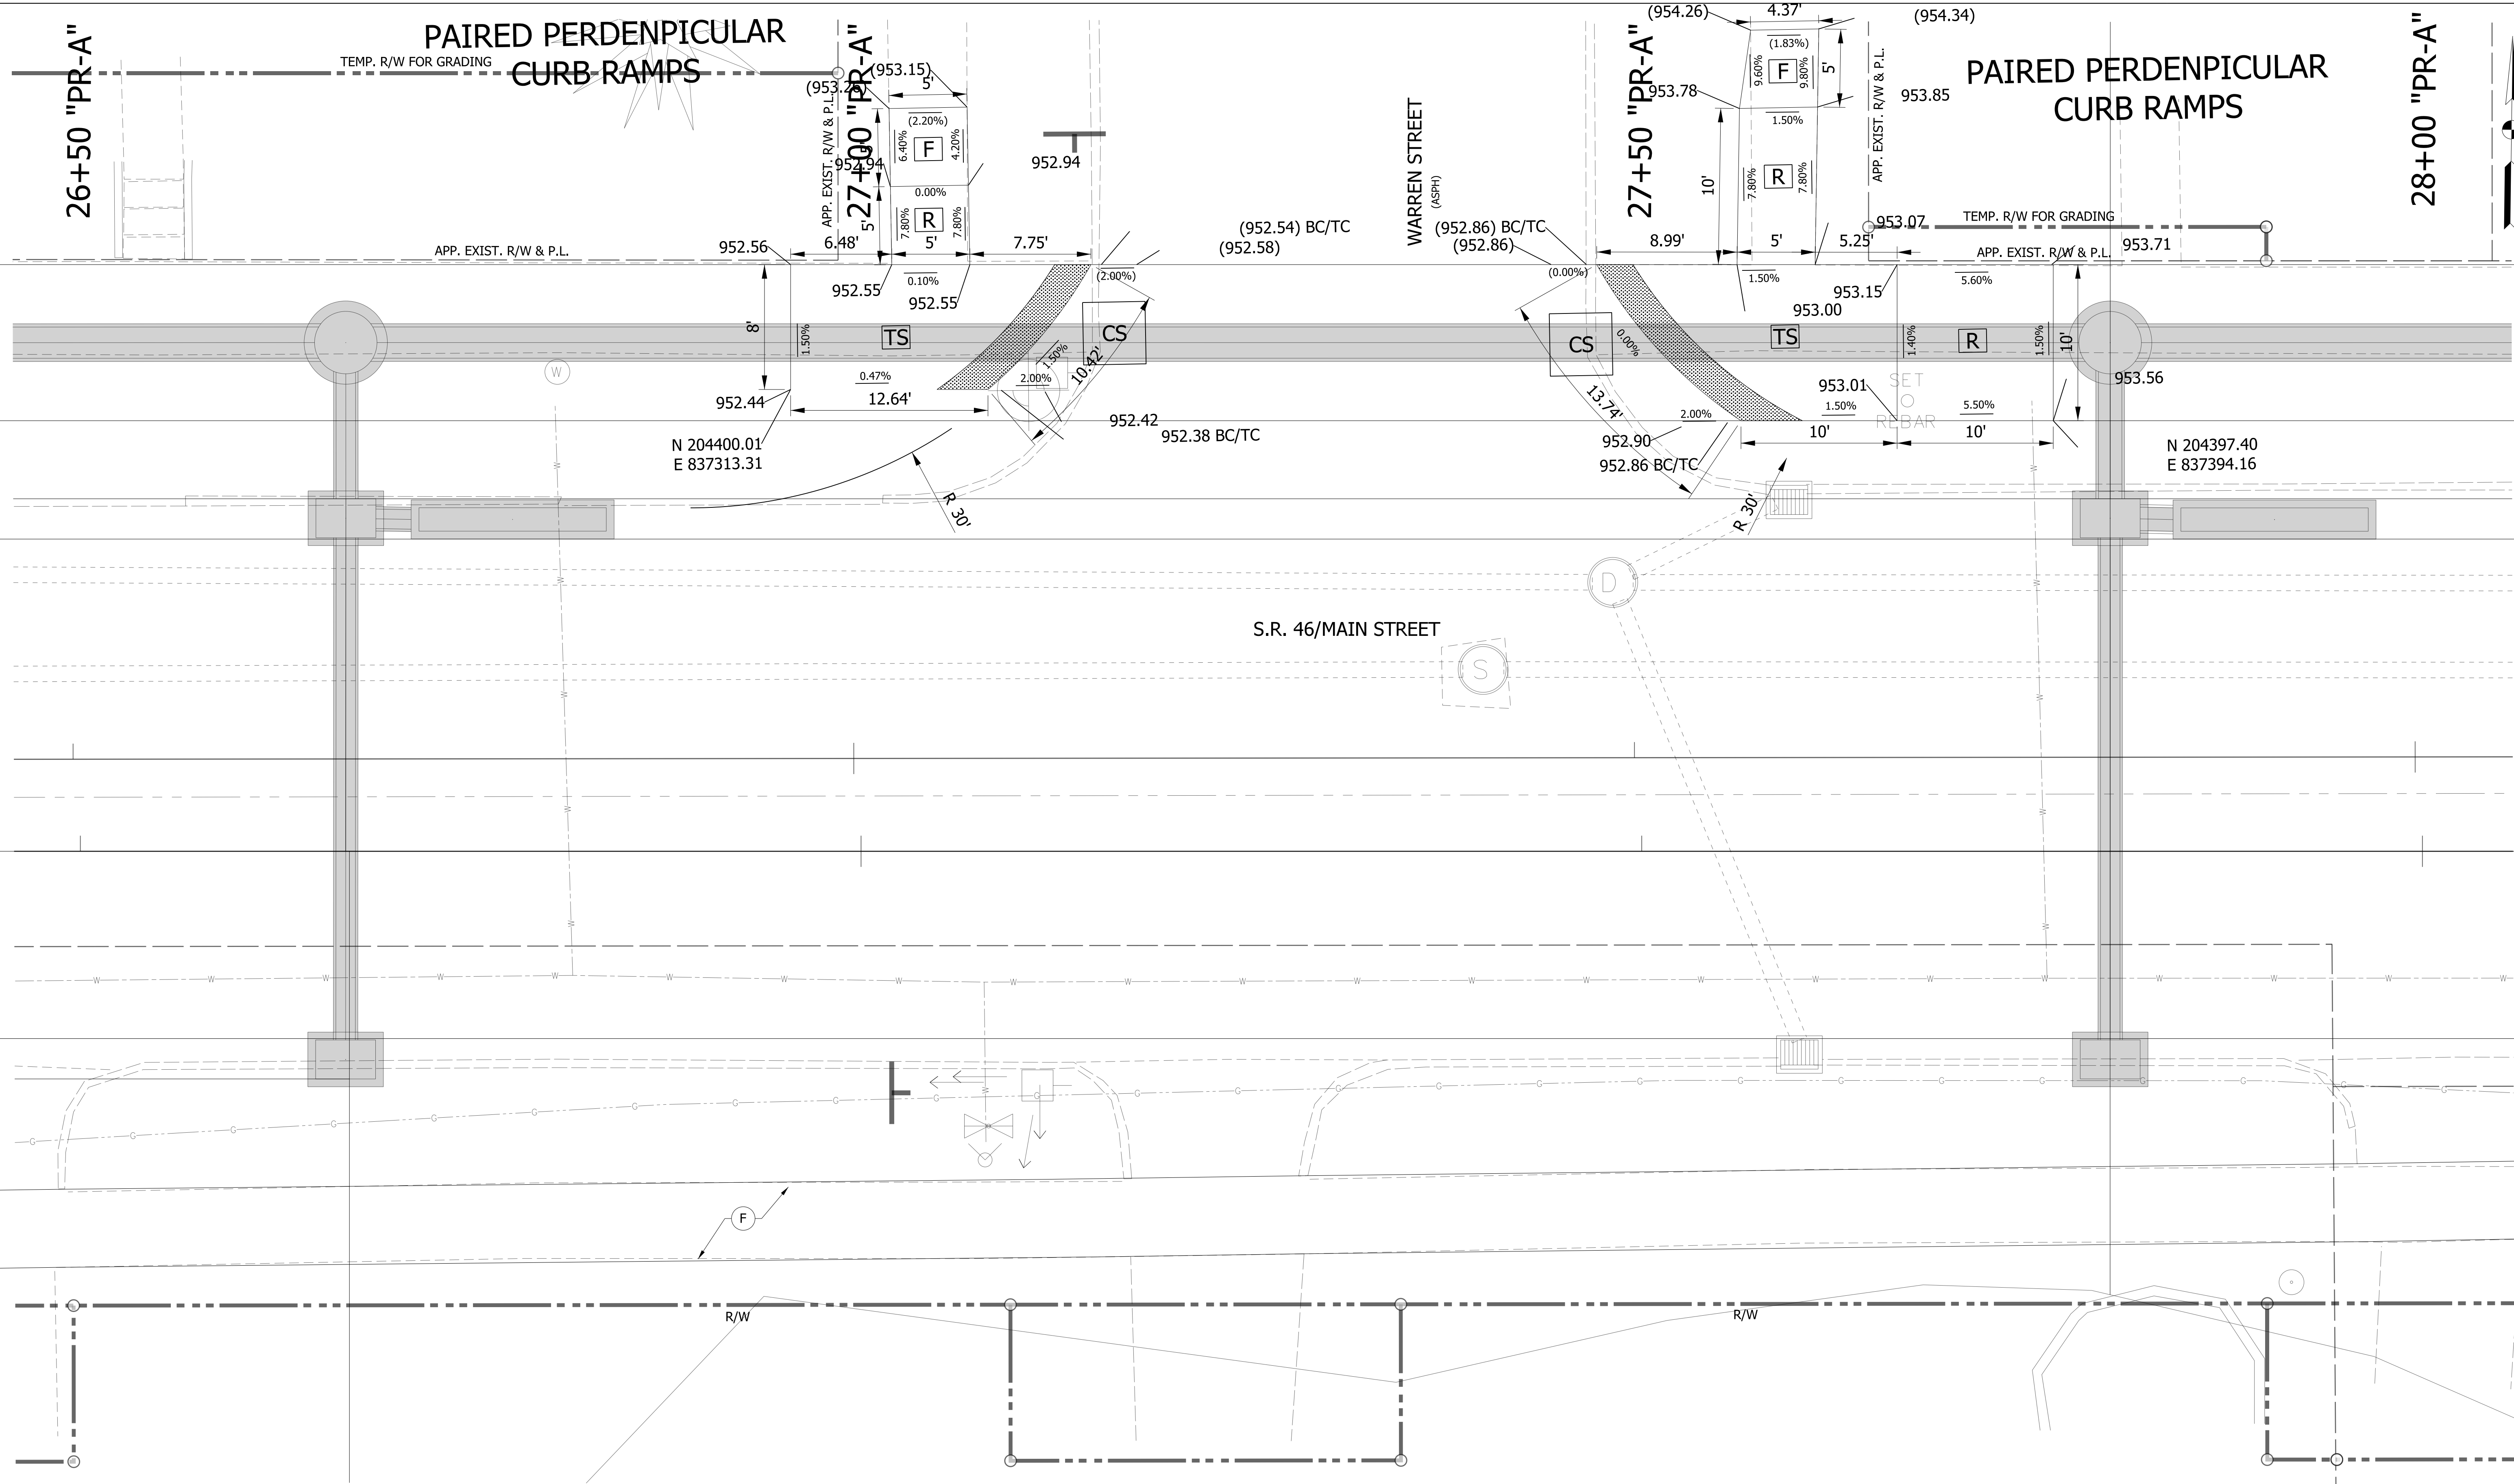 26+50 "PR-A"
PAIRED PERDENPICULAR
CURB RAMPS
TEMP. R/W FOR GRADING
APP. EXIST. R/W & P.L.
APP. EXIST. R/W & P.L.
27+00 "PR-A"
(953.15)
(953.26)
5'
(2.20%)
6.40%
F
4.20%
5'
952.94
952.94
0.00%
7.80%
R
7.80%
5'
952.56
6.48'
5'
7.75'
952.55
0.10%
952.55
8'
1.50%
TS
0.47%
952.44
12.64'
N 204400.01
E 837313.31
(2.00%)
CS
1.50%
2.00%
10.42'
952.42
952.38 BC/TC
R 30'
(952.54) BC/TC
(952.58)
WARREN STREET
(ASPH)
(952.86) BC/TC
(952.86)
(0.00%)
27+50 "PR-A"
(954.26)
4.37'
(954.34)
(1.83%)
9.60%
F
9.80%
5'
953.78
953.85
1.50%
10'
7.80%
R
7.80%
APP. EXIST. R/W & P.L.
PAIRED PERDENPICULAR
CURB RAMPS
28+00 "PR-A"
953.07
TEMP. R/W FOR GRADING
APP. EXIST. R/W & P.L.
953.71
8.99'
5'
5.25'
1.50%
953.15
5.60%
953.00
CS
0.00%
TS
1.40%
R
1.50%
10'
953.56
953.01
SET
REBAR
13.74'
2.00%
1.50%
5.50%
952.90
10'
10'
952.86 BC/TC
N 204397.40
E 837394.16
R 30'
W
D
S.R. 46/MAIN STREET
S
W W W W W W W W W W W W W W W W W W W W W W
G G G G G G G G G G G G G G G G G G G G G G G G G
F
R/W
R/W